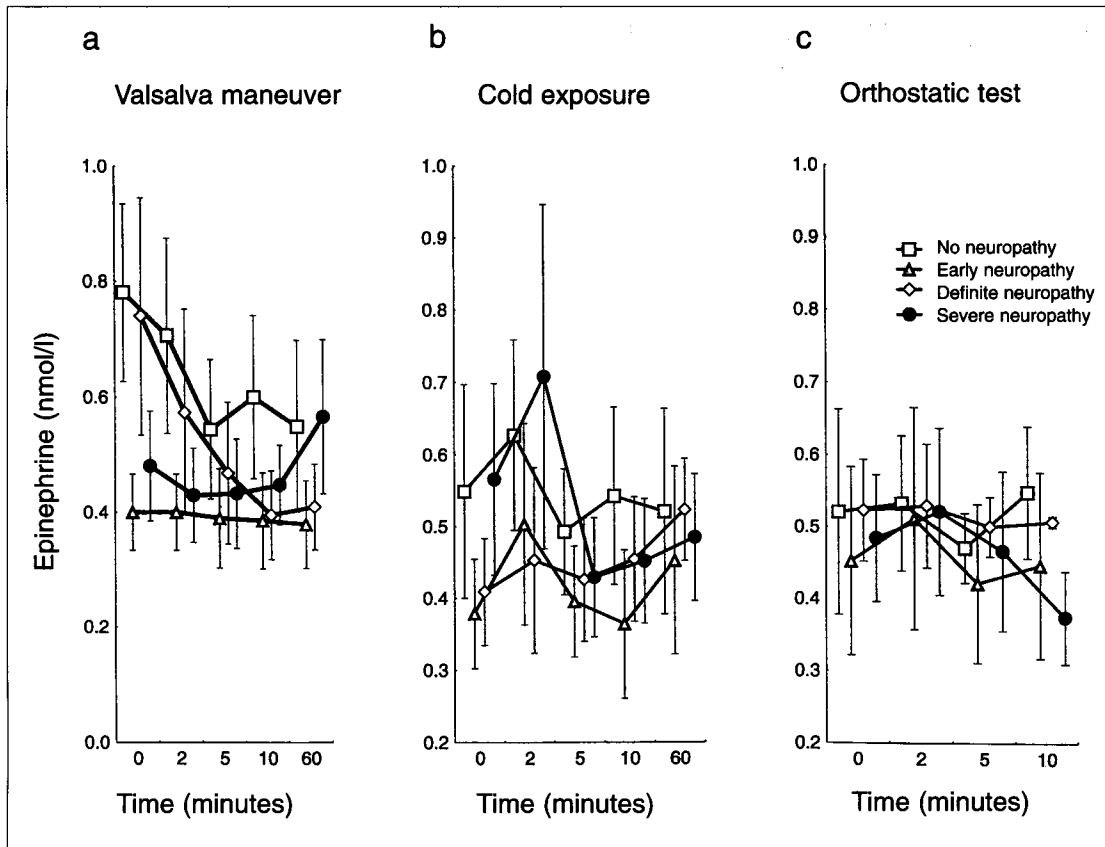 a
Valsalva maneuver
1.0
0.8
0.6
0.4
0.2
0.0
Epinephrine (nmol/l)
0 2 5 10 60
Time (minutes)
b
Cold exposure
1.0
0.9
0.8
0.7
0.6
0.5
0.4
0.3
0.2
0 2 5 10 60
Time (minutes)
c
Orthostatic test
1.0
0.9
0.8
0.7
0.6
0.5
0.4
0.3
0.2
0 2 5 10
Time (minutes)
No neuropathy
Early neuropathy
Definite neuropathy
Severe neuropathy